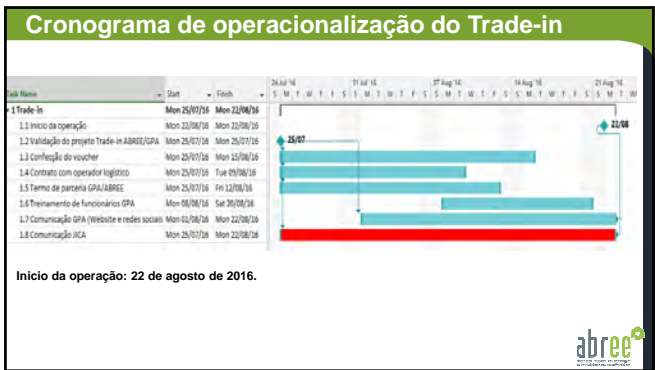 Cronograma de operacionalização do Trade-in
24 Jul '16 31 Jul '16 07 Aug '16 14 Aug '16 21 Aug '16
Task Name Start Finish S M T W T F S S M T W T F S S M T W T F S S M T W T F S S M T W
1 Trade-in Mon 25/07/16 Mon 22/08/16
1.1 Inicio da operação Mon 22/08/16 Mon 22/08/16 22/08
1.2 Validação do projeto Trade-in ABREE/GPA Mon 25/07/16 Mon 25/07/16 25/07
1.3 Confecção do voucher Mon 25/07/16 Mon 15/08/16
1.4 Contrato com operador logístico Mon 25/07/16 Tue 09/08/16
1.5 Termo de parceria GPA/ABREE Mon 25/07/16 Fri 12/08/16
1.6 Treinamento de funcionários GPA Mon 08/08/16 Sat 20/08/16
1.7 Comunicação GPA (Website e redes sociais Mon 01/08/16 Mon 22/08/16
1.8 Comunicação JICA Mon 25/07/16 Mon 22/08/16
Inicio da operação: 22 de agosto de 2016.
abree